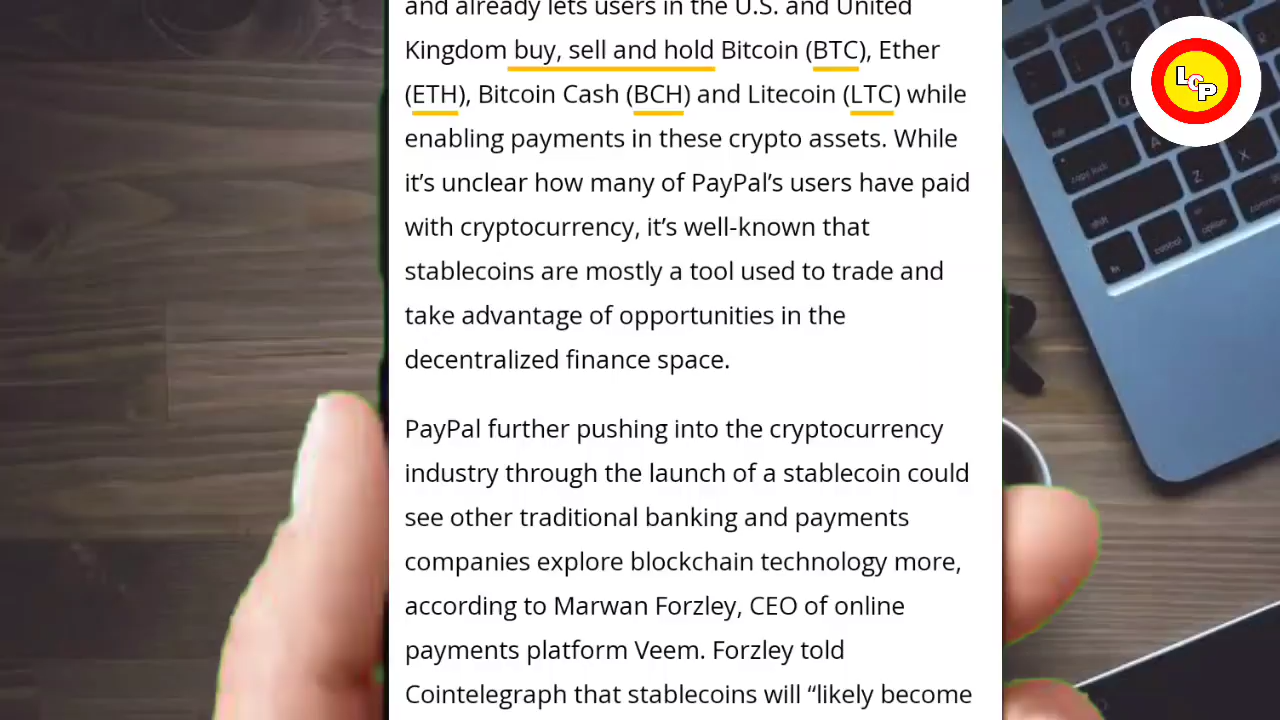 and already lets users in the U.S. and United
Kingdom buy, sell and hold Bitcoin (BTC), Ether
(ETH), Bitcoin Cash (BCH) and Litecoin (LTC) while
enabling payments in these crypto assets. While
it’s unclear how many of PayPal’s users have paid
with cryptocurrency, it’s well-known that
stablecoins are mostly a tool used to trade and
take advantage of opportunities in the
decentralized finance space.
PayPal further pushing into the cryptocurrency
industry through the launch of a stablecoin could
see other traditional banking and payments
companies explore blockchain technology more,
according to Marwan Forzley, CEO of online
payments platform Veem. Forzley told
Cointelegraph that stablecoins will “likely become
LCP
Z
X
shift
fn
control
option